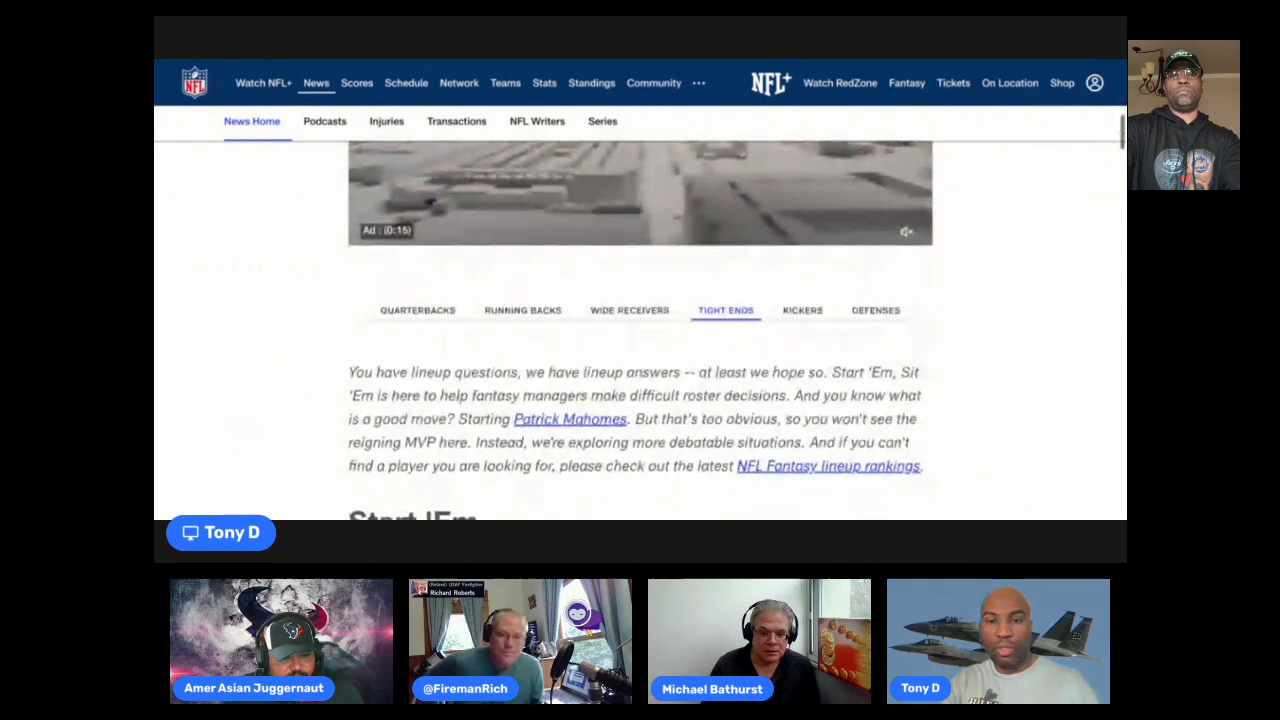 Watch NFL+ News Scores Schedule Network Teams Stats Standings Community ••• NFL+ Watch RedZone Fantasy Tickets On Location Shop
NFL
News Home Podcasts Injuries Transactions NFL Writers Series
Ad : (0:15)
QUARTERBACKS RUNNING BACKS WIDE RECEIVERS TIGHT ENDS KICKERS DEFENSES
You have lineup questions, we have lineup answers -- at least we hope so. Start 'Em, Sit
'Em is here to help fantasy managers make difficult roster decisions. And you know what
is a good move? Starting Patrick Mahomes. But that's too obvious, so you won't see the
reigning MVP here. Instead, we're exploring more debatable situations. And if you can't
find a player you are looking for, please check out the latest NFL Fantasy lineup rankings.
Start 'Em
Tony D
(Retired) USAF Firefighter
Richard Roberts
Amer Asian Juggernaut
@FiremanRich
Michael Bathurst
Tony D